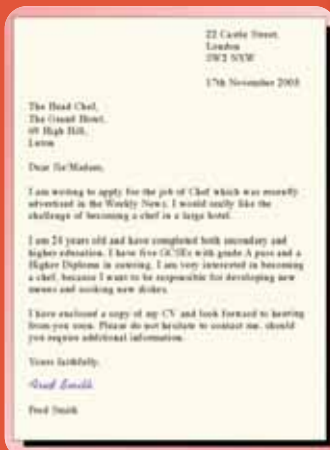 22 Castle Street
London
SW2 NYW
17th November 2005
The Head Chef,
The Grand Hotel,
69 High Hill,
Luton
Dear Sir/Madam,
I am writing to apply for the job of Chef which was recently
advertised in the Weekly News. I would really like the
challenge of becoming a chef in a large hotel.
I am 24 years old and have completed both secondary and
higher education. I have five GCSEs with grade A pass and a
Higher Diploma in catering. I am very interested in becoming
a chef, because I want to be responsible for developing new
menus and cooking new dishes.
I have enclosed a copy of my CV and look forward to hearing
from you soon. Please do not hesitate to contact me, should
you require additional information.
Yours faithfully,
Fred Smith
Fred Smith